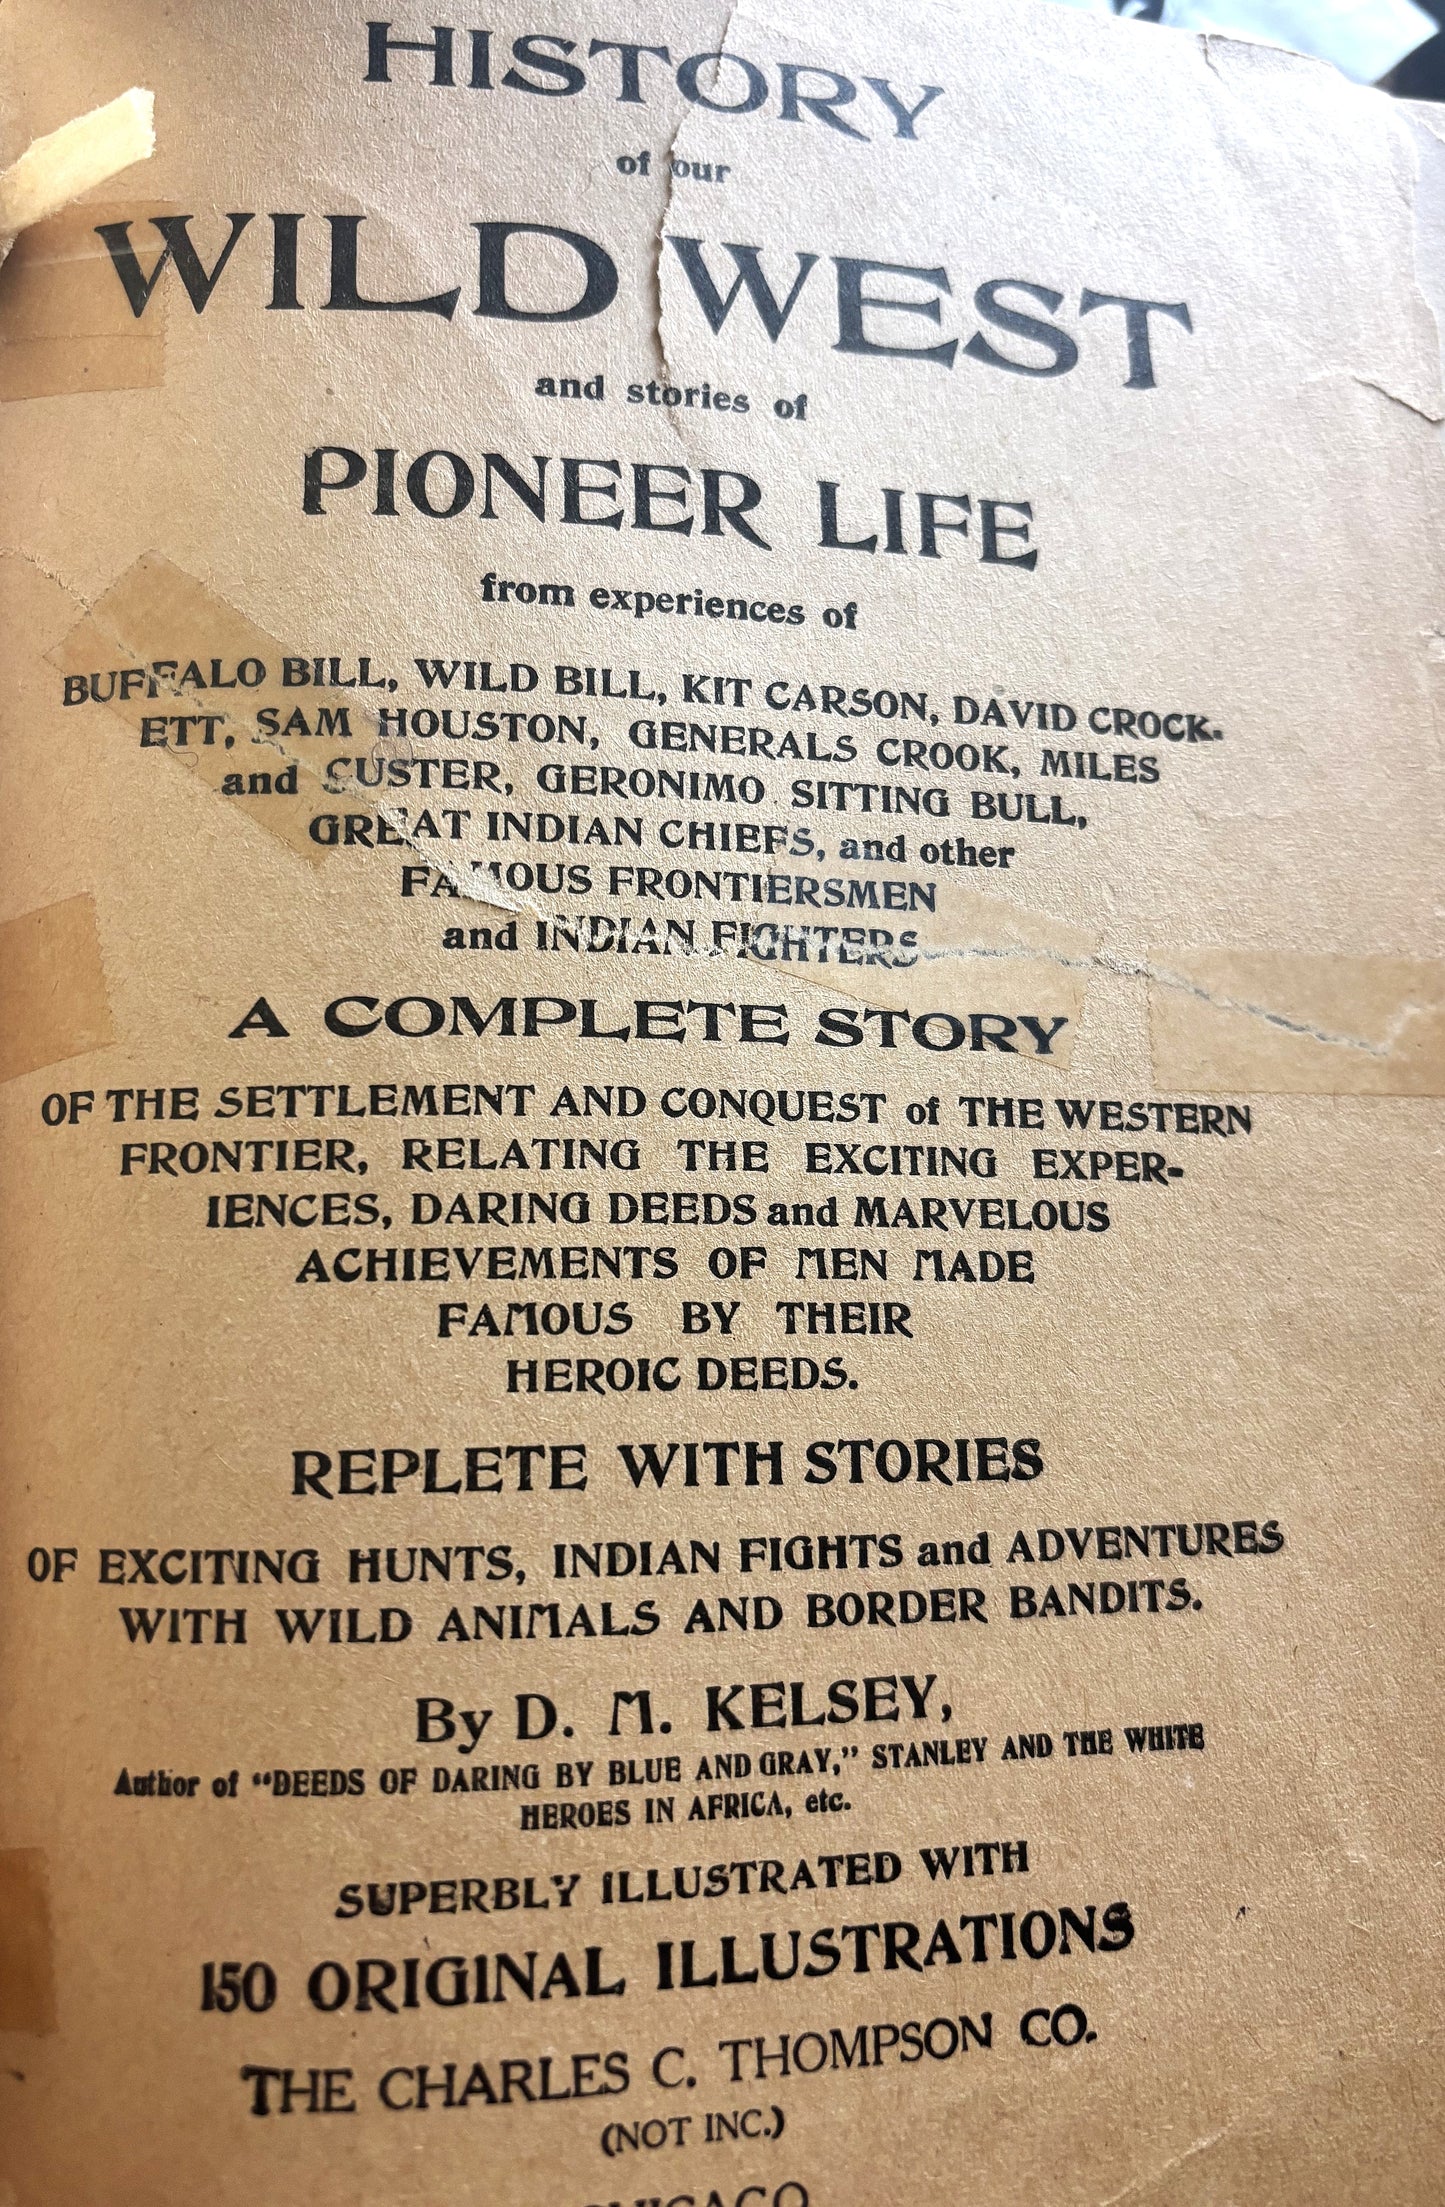 HISTORY
of our
WILD WEST
and stories of
PIONEER LIFE
from experiences of
BUFFALO BILL, WILD BILL, KIT CARSON, DAVID CROCK-
ETT, SAM HOUSTON, GENERALS CROOK, MILES
and CUSTER, GERONIMO SITTING BULL,
GREAT INDIAN CHIEFS, and other
FAMOUS FRONTIERSMEN
and INDIAN FIGHTERS
A COMPLETE STORY
OF THE SETTLEMENT AND CONQUEST of THE WESTERN
FRONTIER, RELATING THE EXCITING EXPER-
IENCES, DARING DEEDS and MARVELOUS
ACHIEVEMENTS OF MEN MADE
FAMOUS BY THEIR
HEROIC DEEDS.
REPLETE WITH STORIES
OF EXCITING HUNTS, INDIAN FIGHTS and ADVENTURES
WITH WILD ANIMALS AND BORDER BANDITS.
By D. M. KELSEY,
Author of "DEEDS OF DARING BY BLUE AND GRAY," STANLEY AND THE WHITE
HEROES IN AFRICA, etc.
SUPERBLY ILLUSTRATED WITH
150 ORIGINAL ILLUSTRATIONS
THE CHARLES C. THOMPSON CO.
(NOT INC.)
CHICAGO